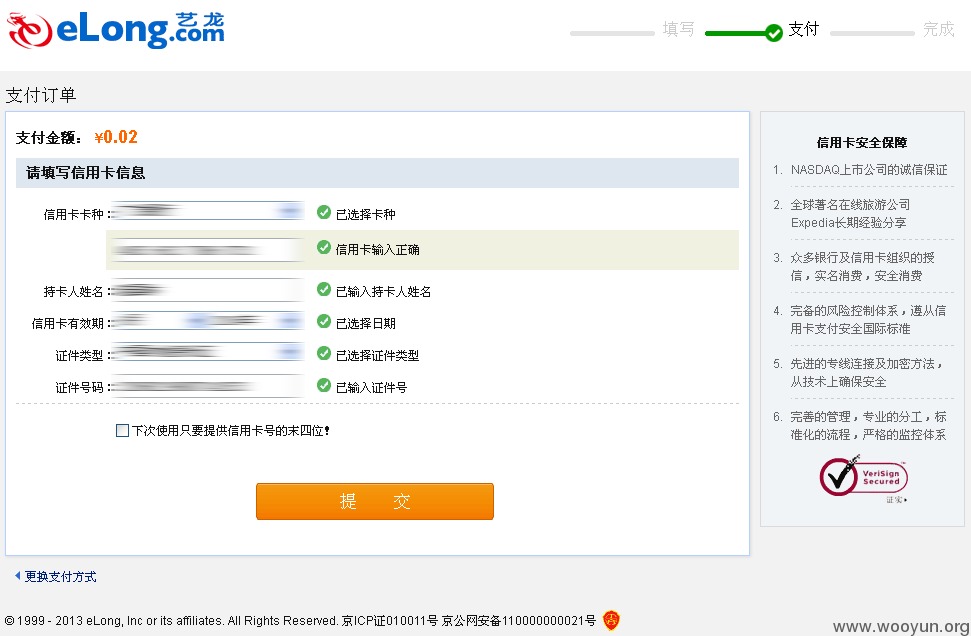 eLong艺龙.com
填写
支付
完成
支付订单
支付金额： ¥0.02
请填写信用卡信息
信用卡卡种：
已选择卡种
信用卡输入正确
持卡人姓名：
已输入持卡人姓名
信用卡有效期：
已选择日期
证件类型：
已选择证件类型
证件号码：
已输入证件号
下次使用只要提供信用卡号的末四位！
提 交
更换支付方式
信用卡安全保障
1. NASDAQ上市公司的诚信保证
2. 全球著名在线旅游公司
Expedia长期经验分享
3. 众多银行及信用卡组织的授
信，实名消费，安全消费
4. 完备的风险控制体系，遵从信
用卡支付安全国际标准
5. 先进的专线连接及加密方法，
从技术上确保安全
6. 完善的管理，专业的分工，标
准化的流程，严格的监控体系
VeriSign
Secured
证实
© 1999 - 2013 eLong, Inc or its affiliates. All Rights Reserved. 京ICP证010011号 京公网安备110000000021号
www.wooyun.org